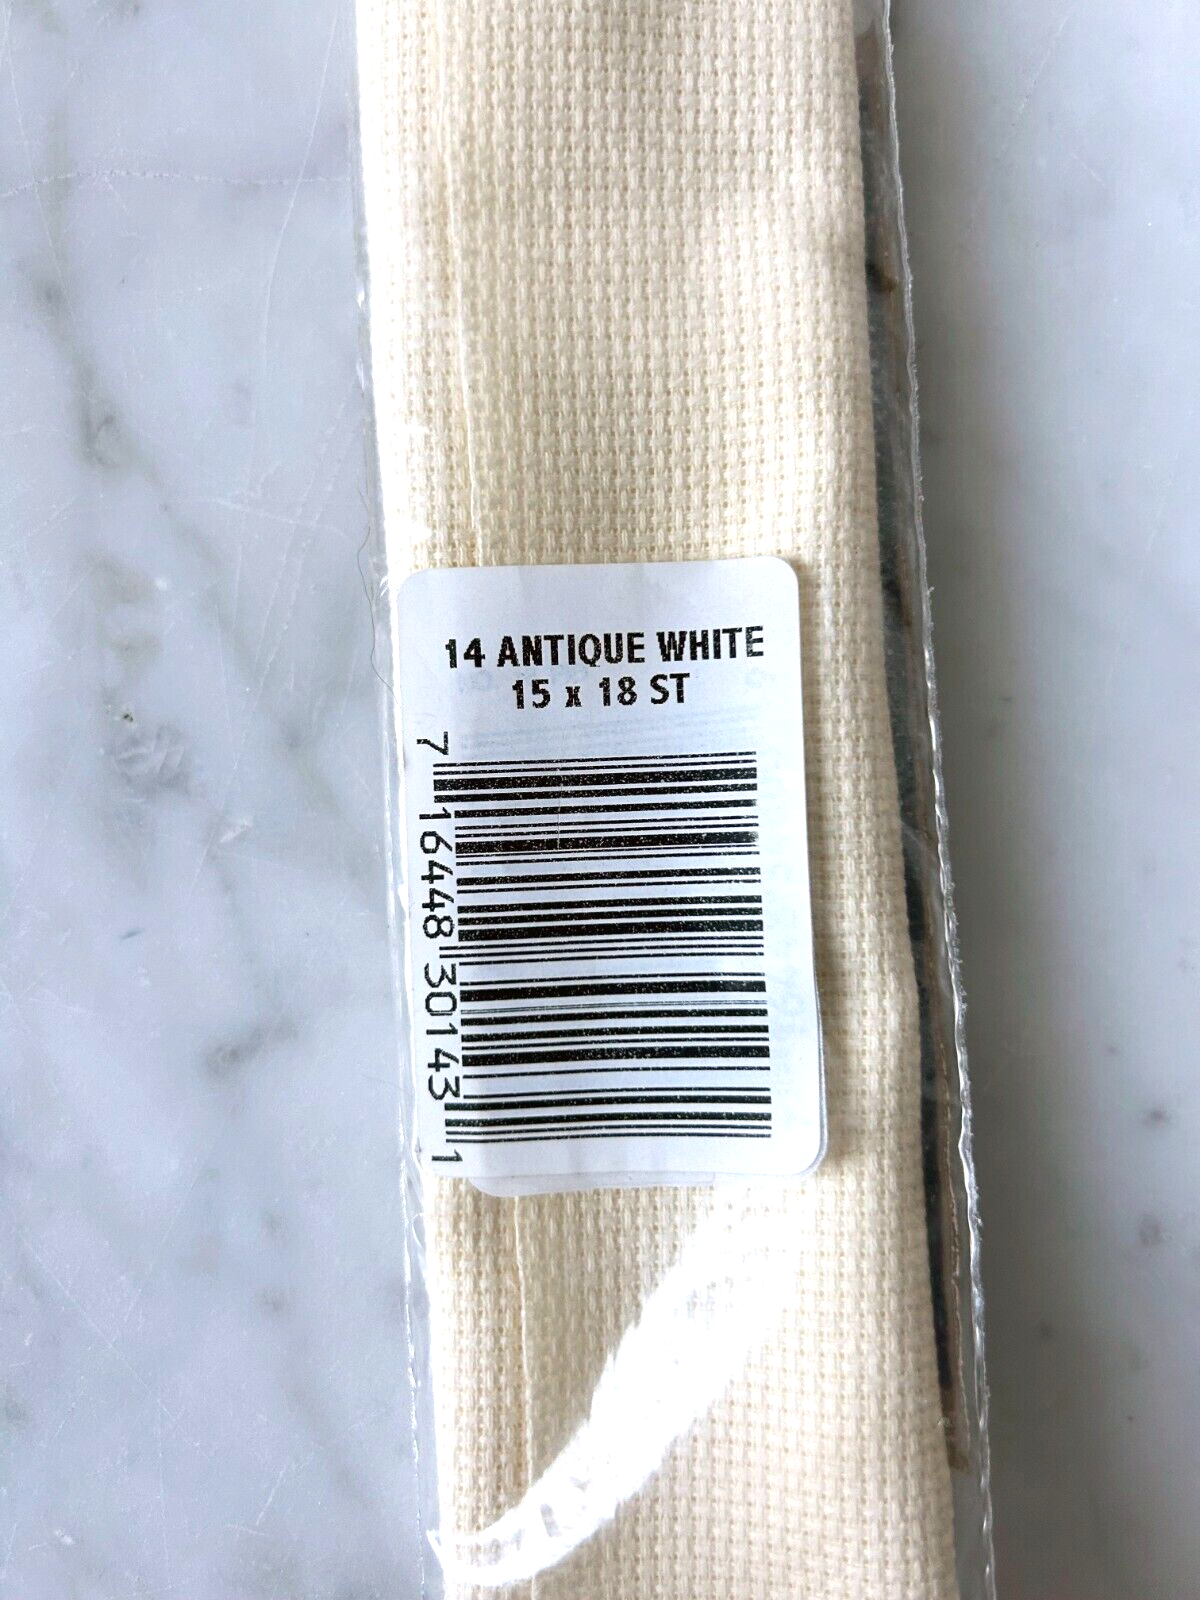 14 ANTIQUE WHITE
15 x 18 ST
7 16448 30143 1